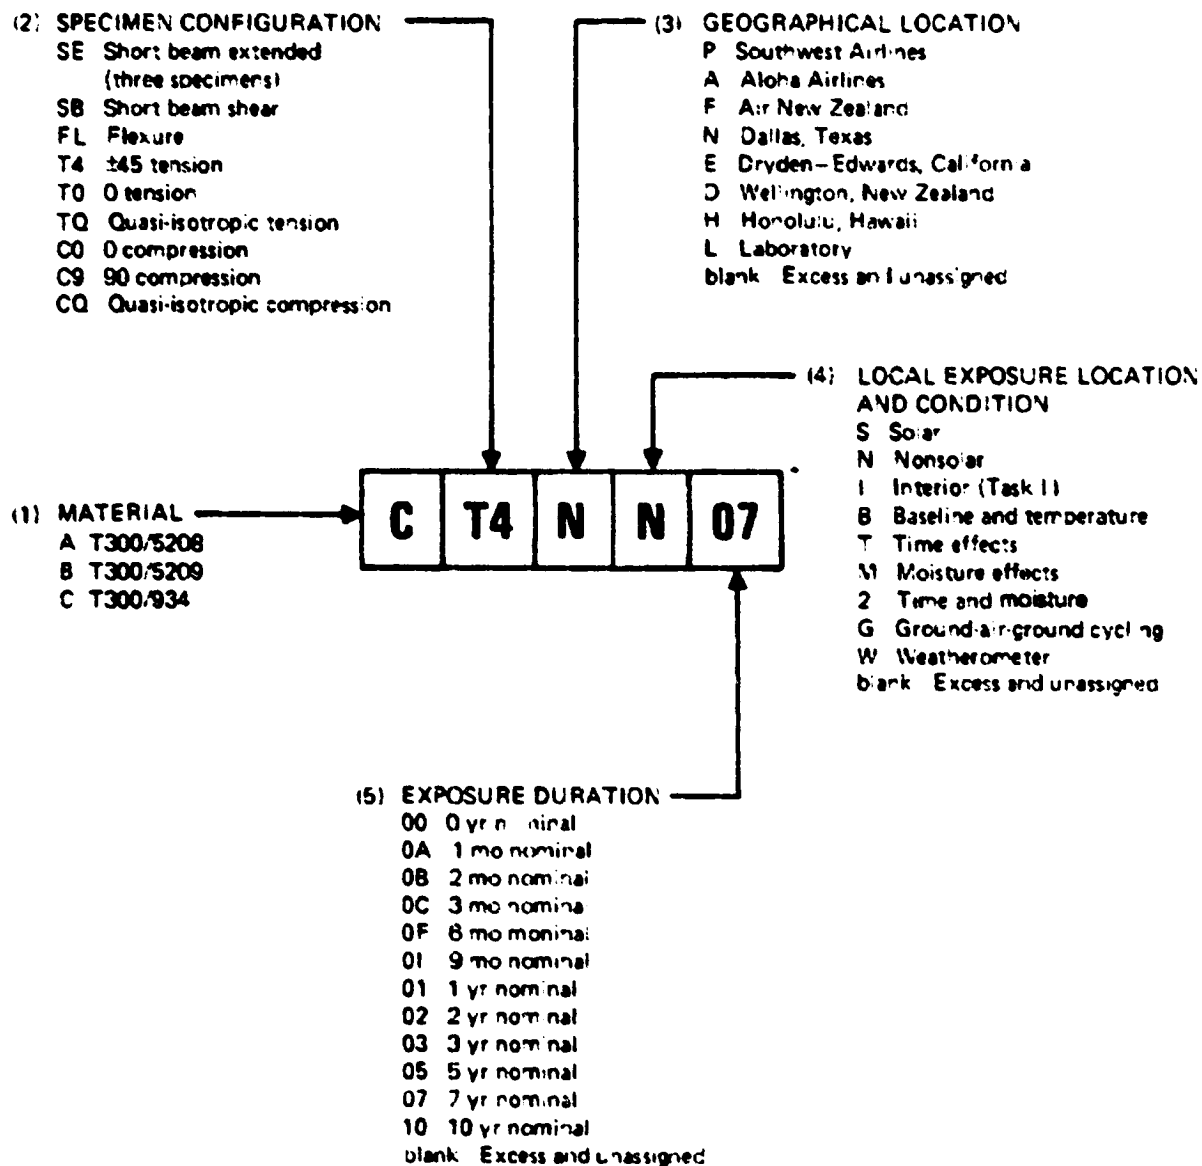 (2) SPECIMEN CONFIGURATION
SE Short beam extended
(three specimens)
SB Short beam shear
FL Flexure
T4 ±45 tension
T0 0 tension
TQ Quasi-isotropic tension
C0 0 compression
C9 90 compression
CQ Quasi-isotropic compression
(3) GEOGRAPHICAL LOCATION
P Southwest Airlines
A Aloha Airlines
F Air New Zealand
N Dallas, Texas
E Dryden-Edwards, California
D Wellington, New Zealand
H Honolulu, Hawaii
L Laboratory
blank Excess and unassigned
(4) LOCAL EXPOSURE LOCATION
AND CONDITION
S Solar
N Nonsolar
I Interior (Task I)
B Baseline and temperature
T Time effects
M Moisture effects
2 Time and moisture
G Ground-air-ground cycling
W Weatherometer
blank Excess and unassigned
(1) MATERIAL
A T300/5208
B T300/5209
C T300/934
C T4 N N 07
(5) EXPOSURE DURATION
00 0 yr nominal
0A 1 mo nominal
0B 2 mo nominal
0C 3 mo nominal
0F 6 mo moninal
0I 9 mo nominal
01 1 yr nominal
02 2 yr nominal
03 3 yr nominal
05 5 yr nominal
07 7 yr nominal
10 10 yr nominal
blank Excess and unassigned